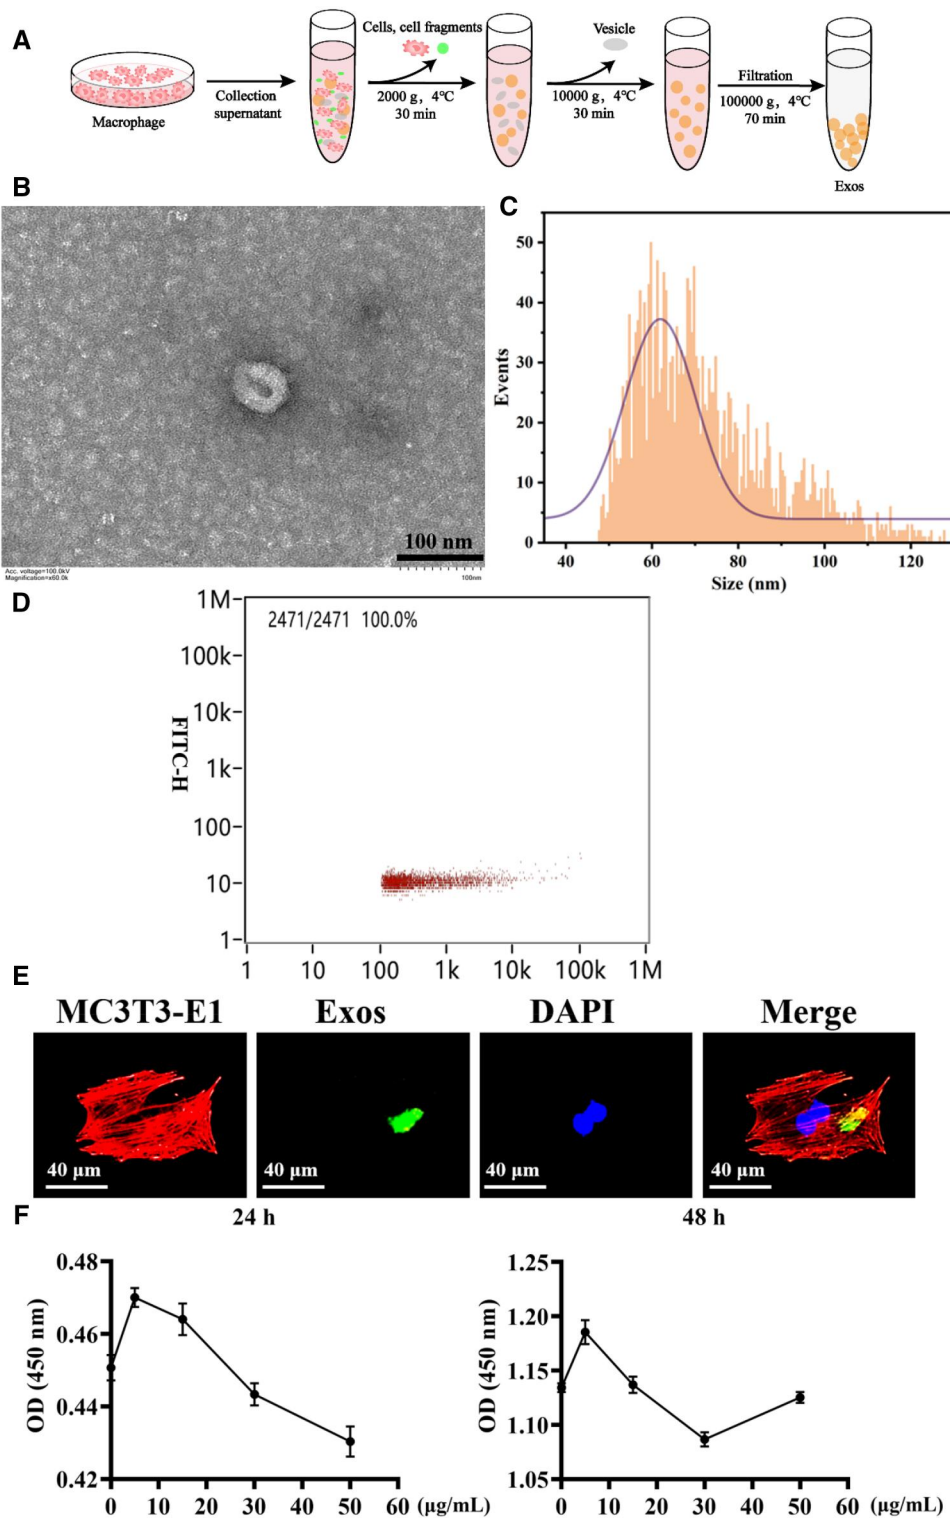 A
Cells, cell fragments
Vesicle
Macrophage
Collection
supernatant
2000 g, 4℃
30 min
10000 g, 4℃
30 min
Filtration
100000 g, 4℃
70 min
Exos
B
100 nm
Acc. voltage=100.0kV
Magnification=x60.0k
100nm
C
Events
50
40
30
20
10
0
40 60 80 100 120
Size (nm)
D
2471/2471 100.0%
FITC-H
1M
100k
10k
1k
100
10
1
1 10 100 1k 10k 100k 1M
E
MC3T3-E1 Exos DAPI Merge
40 μm 40 μm 40 μm 40 μm
F
24 h
OD (450 nm)
0.48
0.46
0.44
0.42
0 10 20 30 40 50 60 (μg/mL)
48 h
OD (450 nm)
1.25
1.20
1.15
1.10
1.05
0 10 20 30 40 50 60 (μg/mL)